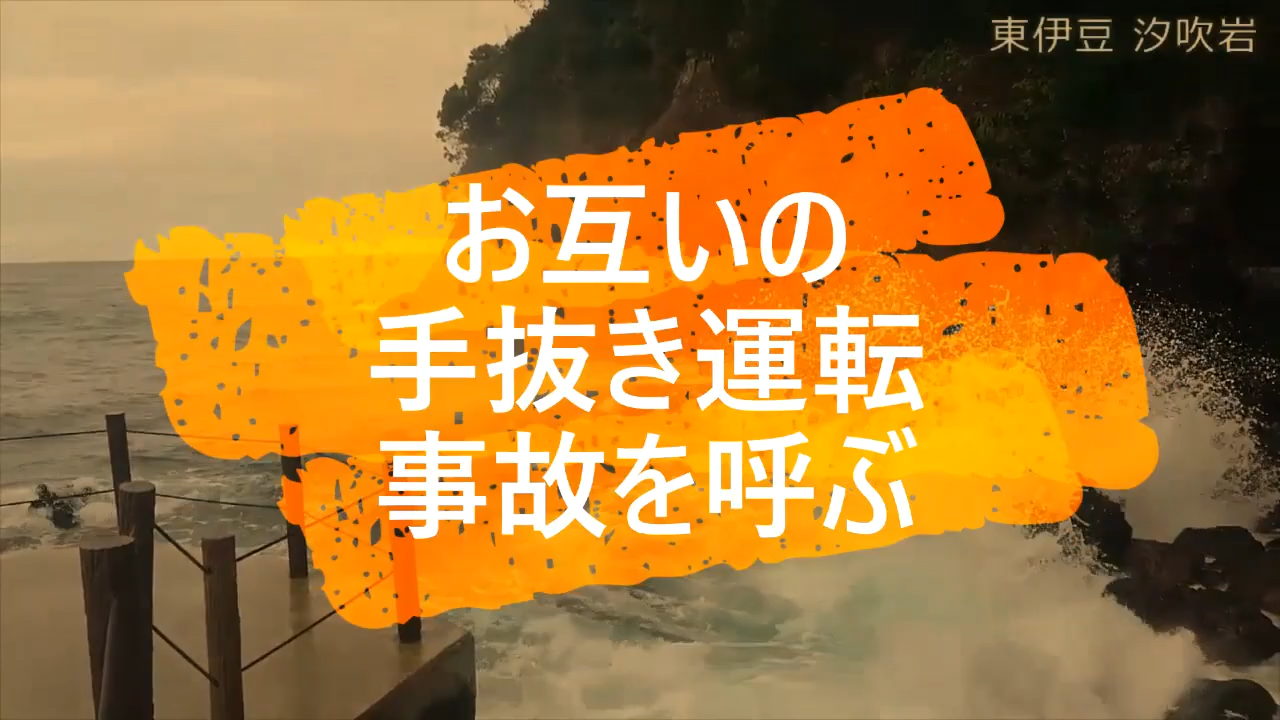 東伊豆 汐吹岩
お互いの
手抜き運転
事故を呼ぶ